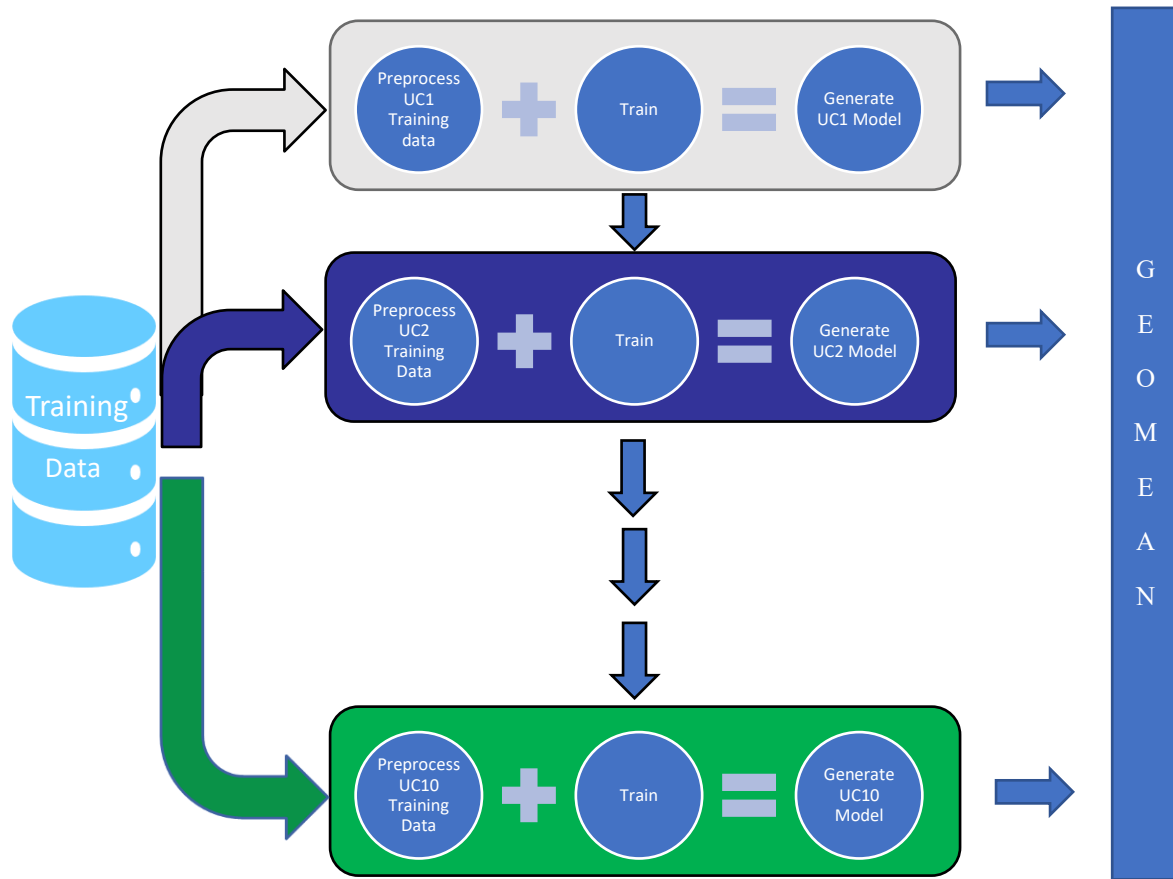 Preprocess
UC1
Training
data
Train
Generate
UC1 Model
Preprocess
UC2
Training
Data
Train
Generate
UC2 Model
Training
Data
Preprocess
UC10
Training
Data
Train
Generate
UC10
Model
G
E
O
M
E
A
N